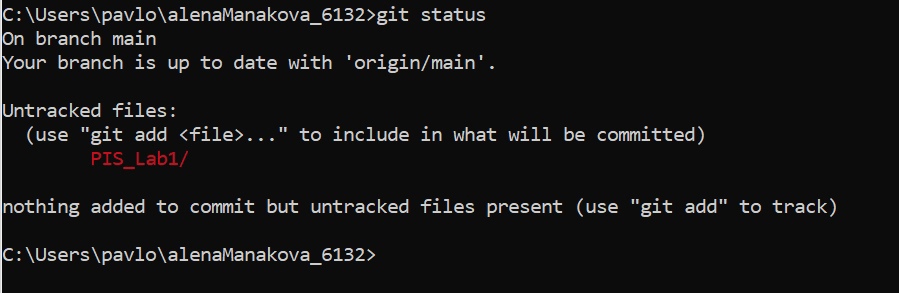 C:\Users\pavlo\alenaManakova_6132>git status
On branch main
Your branch is up to date with 'origin/main'.
Untracked files:
  (use "git add <file>..." to include in what will be committed)
        PIS_Lab1/
nothing added to commit but untracked files present (use "git add" to track)
C:\Users\pavlo\alenaManakova_6132>